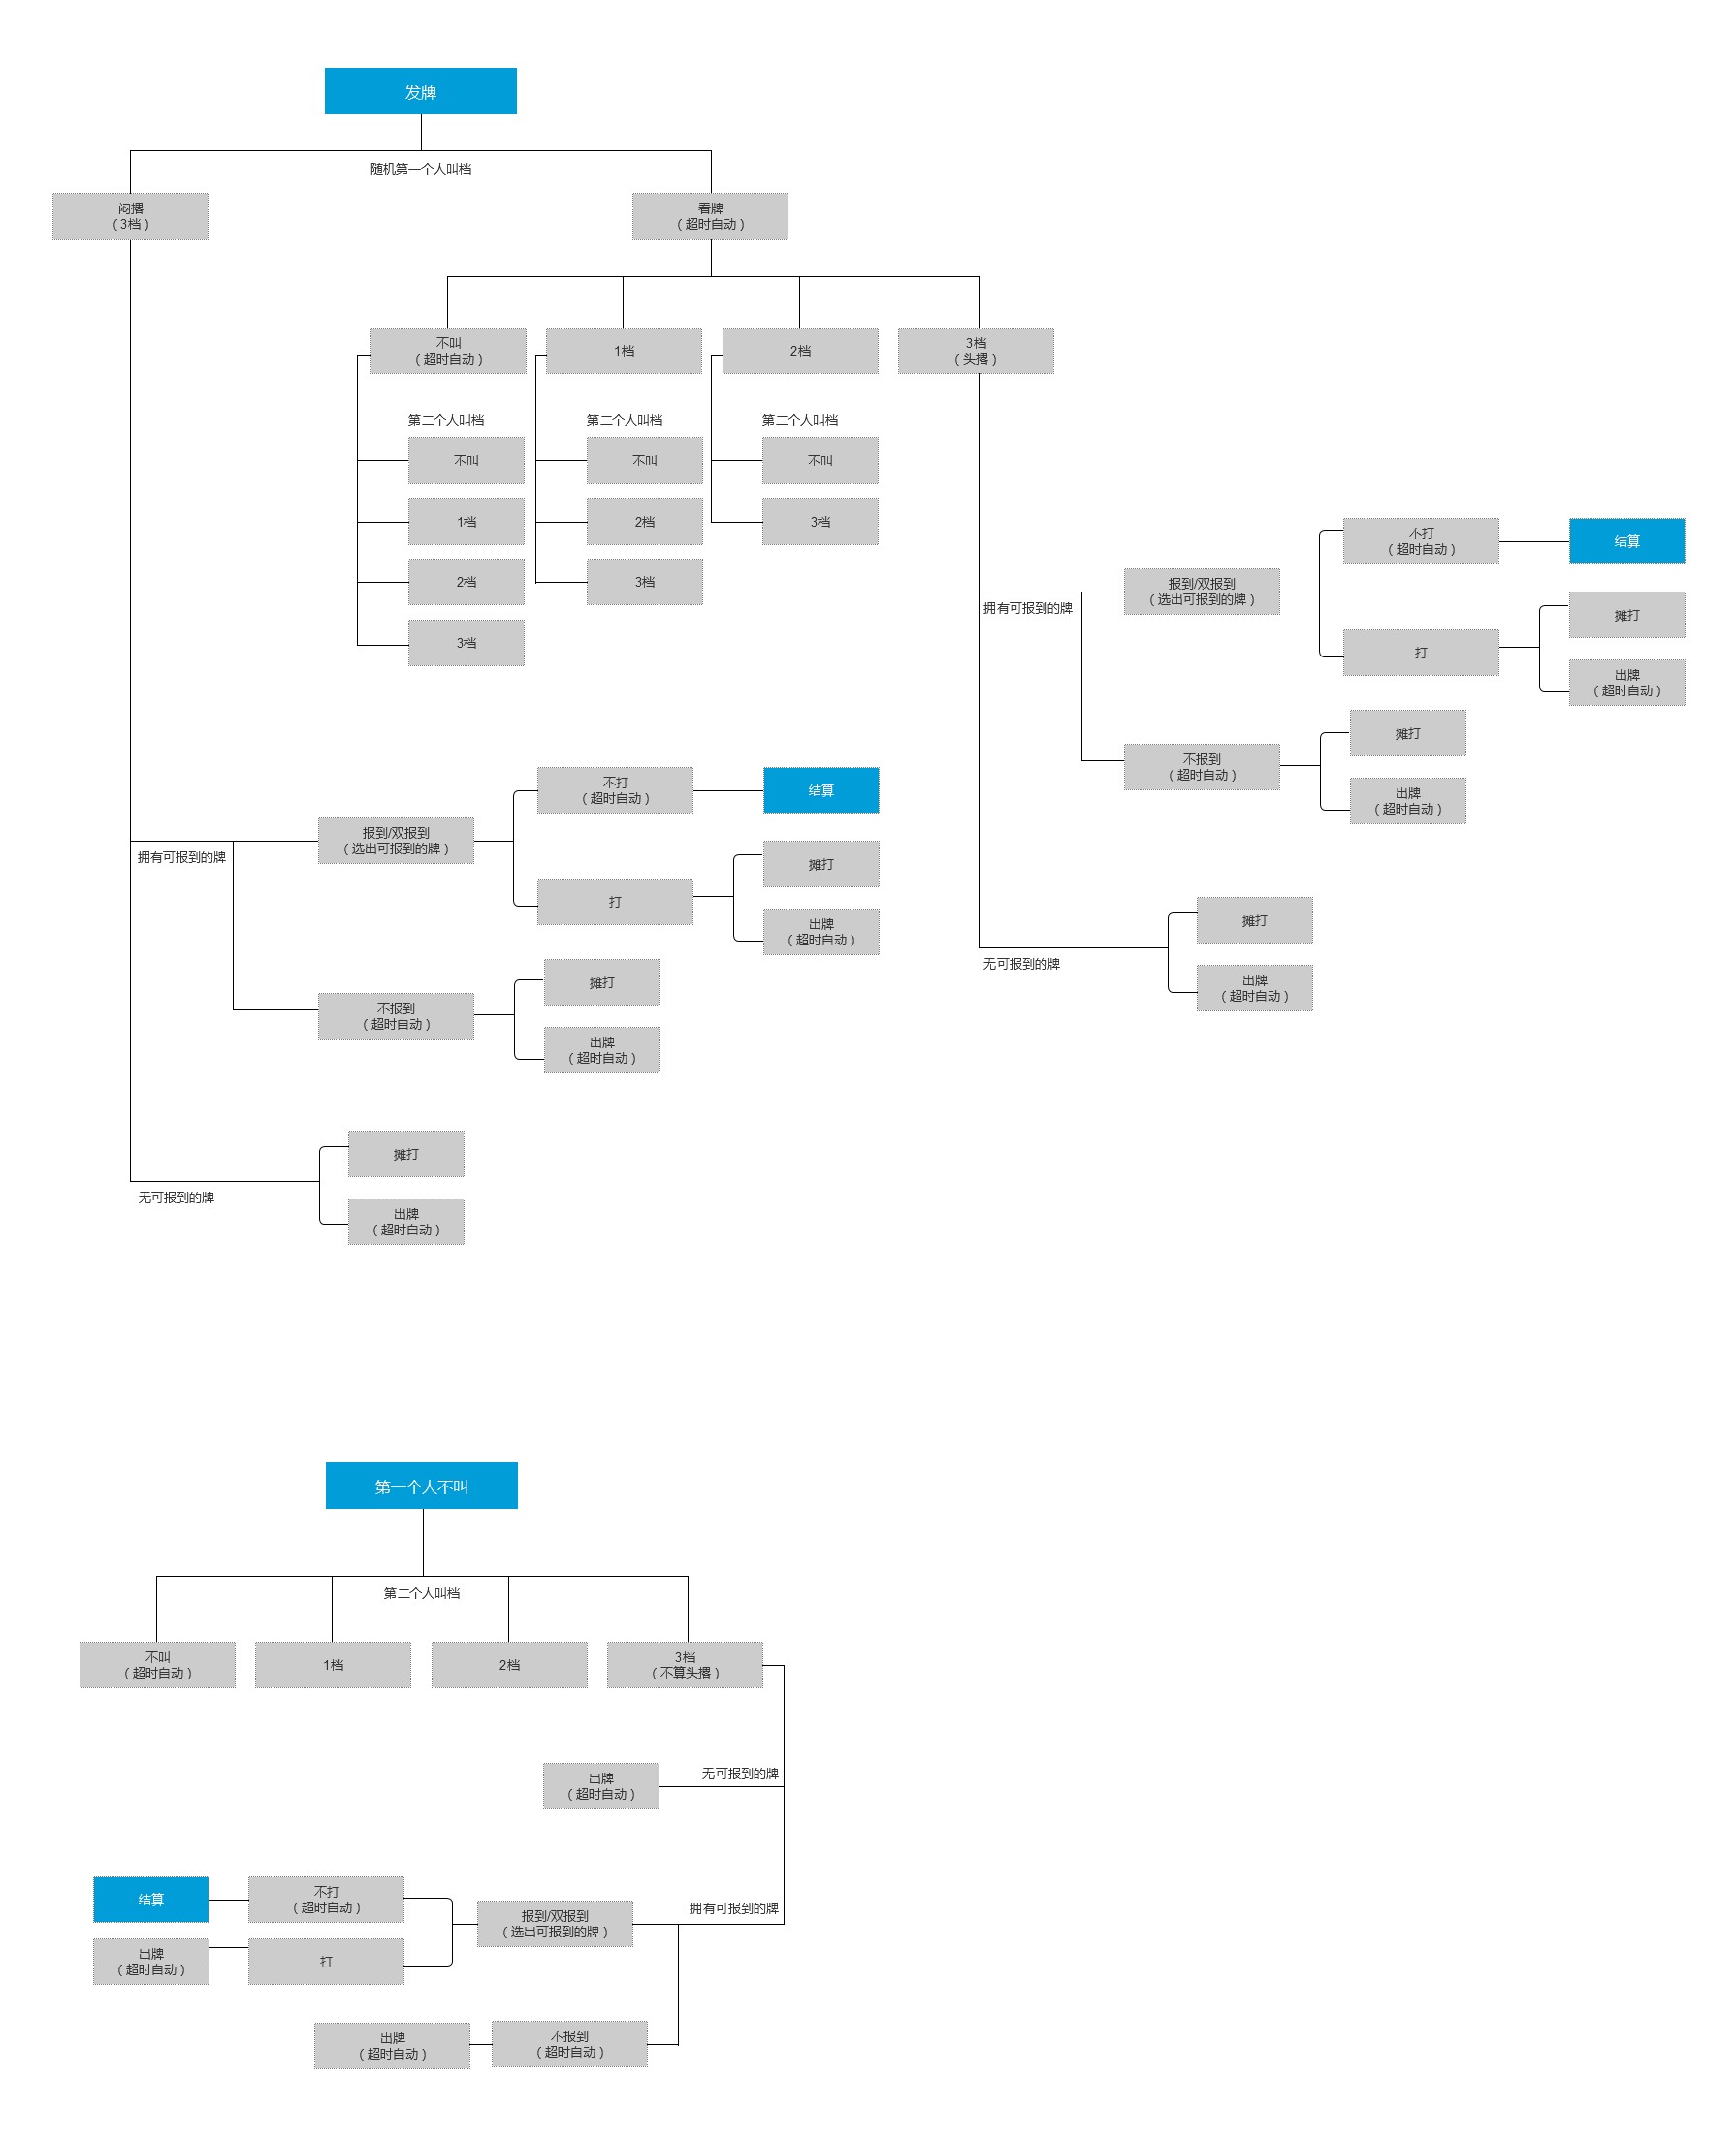 发牌
随机第一个人叫档
闷撂
（3档）
看牌
（超时自动）
不叫
（超时自动）
1档
2档
3档
（头撂）
第二个人叫档
第二个人叫档
第二个人叫档
不叫
不叫
不叫
1档
2档
3档
2档
3档
3档
拥有可报到的牌
报到/双报到
（选出可报到的牌）
不打
（超时自动）
结算
打
摊打
出牌
（超时自动）
不报到
（超时自动）
摊打
出牌
（超时自动）
无可报到的牌
摊打
出牌
（超时自动）
拥有可报到的牌
报到/双报到
（选出可报到的牌）
不打
（超时自动）
结算
打
摊打
出牌
（超时自动）
不报到
（超时自动）
摊打
出牌
（超时自动）
无可报到的牌
摊打
出牌
（超时自动）
第一个人不叫
第二个人叫档
不叫
（超时自动）
1档
2档
3档
（不算头撂）
无可报到的牌
出牌
（超时自动）
拥有可报到的牌
报到/双报到
（选出可报到的牌）
不打
（超时自动）
结算
打
出牌
（超时自动）
不报到
（超时自动）
出牌
（超时自动）